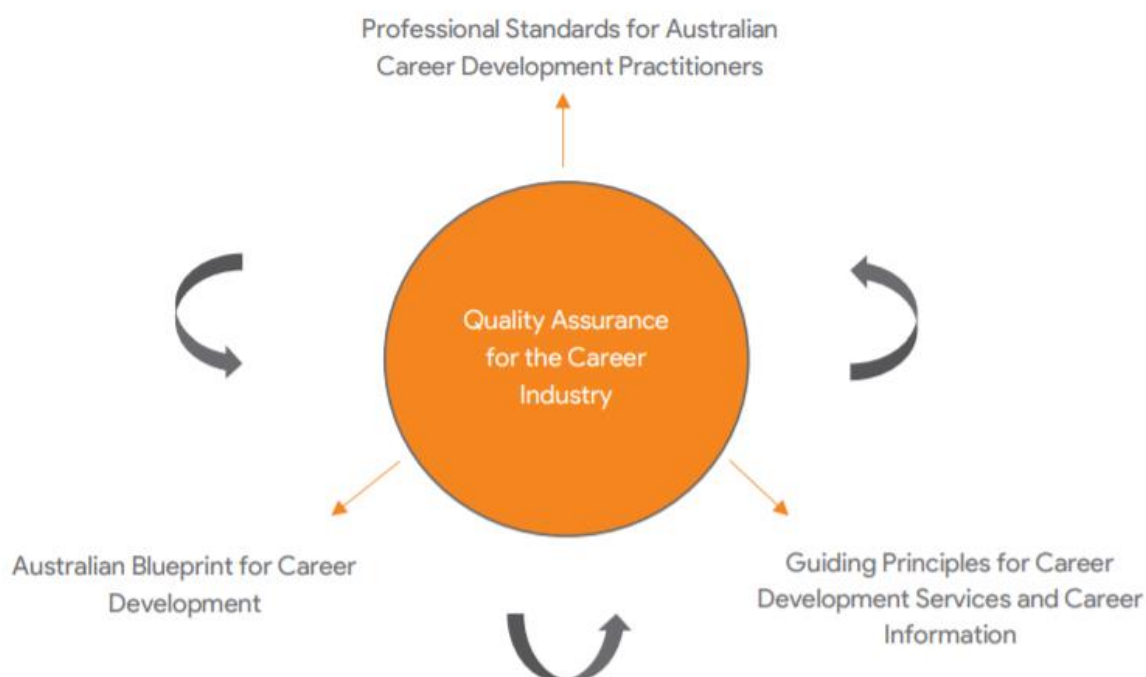 Professional Standards for Australian
Career Development Practitioners
Quality Assurance
for the Career
Industry
Australian Blueprint for Career
Development
Guiding Principles for Career
Development Services and Career
Information